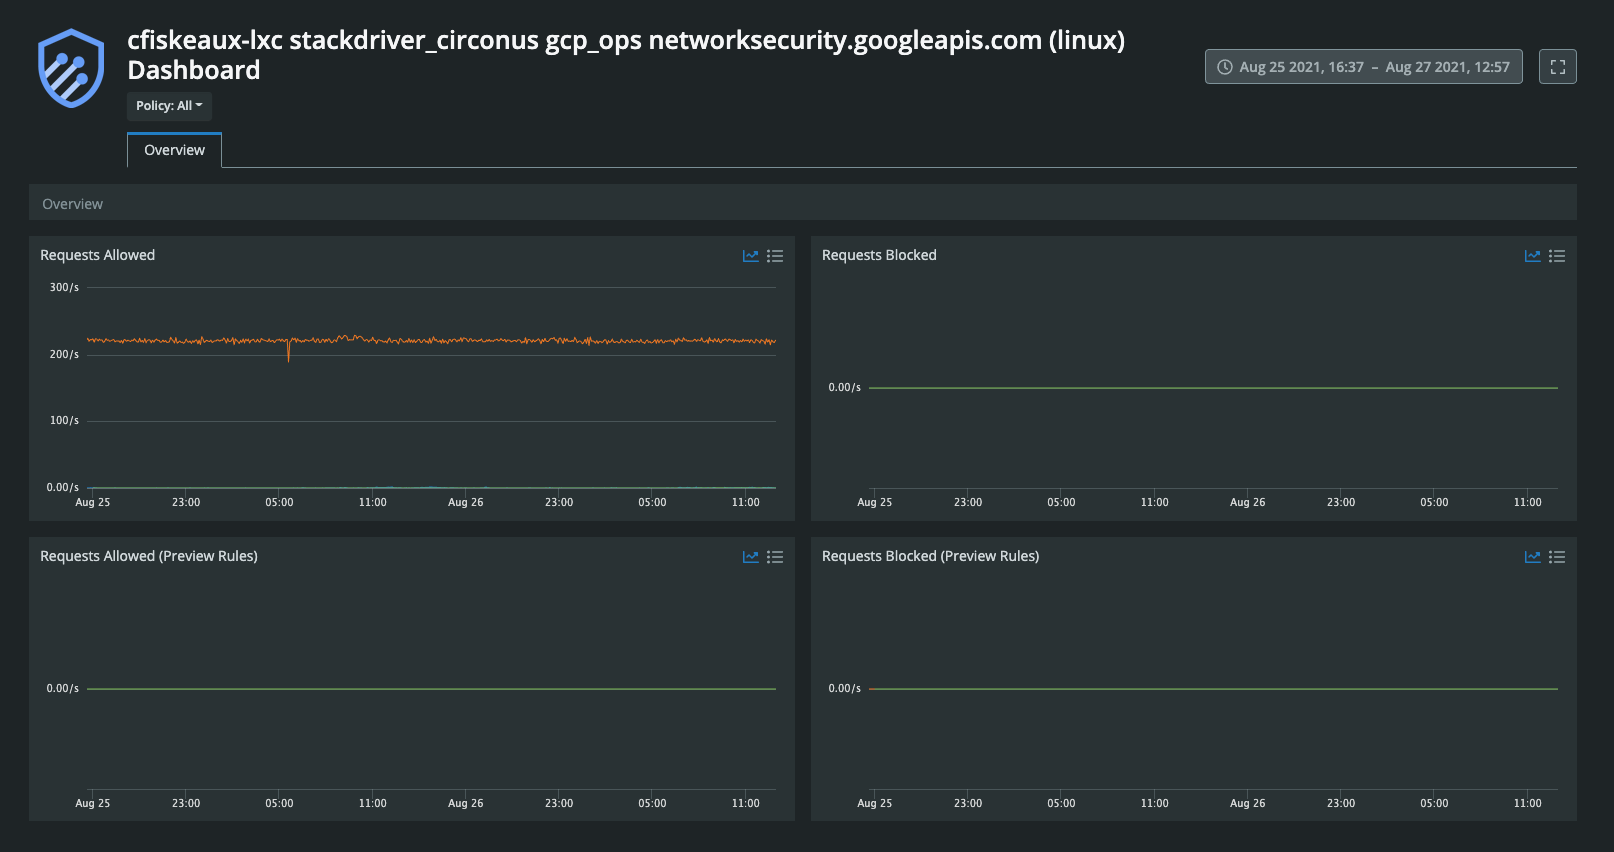 cfiskeaux-lxc stackdriver_circonus gcp_ops networksecurity.googleapis.com (linux)
Dashboard
Aug 25 2021, 16:37 – Aug 27 2021, 12:57
Policy: All
Overview
Overview
Requests Allowed
300/s
200/s
100/s
0.00/s
Aug 25 23:00 05:00 11:00 Aug 26 23:00 05:00 11:00
Requests Blocked
0.00/s
Aug 25 23:00 05:00 11:00 Aug 26 23:00 05:00 11:00
Requests Allowed (Preview Rules)
0.00/s
Aug 25 23:00 05:00 11:00 Aug 26 23:00 05:00 11:00
Requests Blocked (Preview Rules)
0.00/s
Aug 25 23:00 05:00 11:00 Aug 26 23:00 05:00 11:00